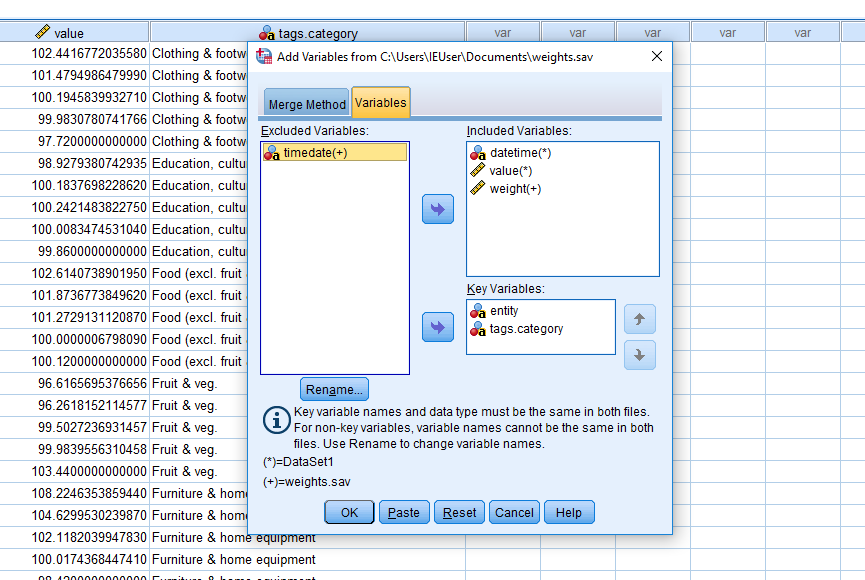 value tags.category var var var var var
Add Variables from C:\Users\IEUser\Documents\weights.sav
Merge Method Variables
Excluded Variables:
timedate(+)
Included Variables:
datetime(*)
value(*)
weight(+)
Key Variables:
entity
tags.category
Rename...
Key variable names and data type must be the same in both files.
For non-key variables, variable names cannot be the same in both
files. Use Rename to change variable names.
(*)=DataSet1
(+)=weights.sav
OK Paste Reset Cancel Help
102.4416772035580 Clothing & footw
101.4794986479990 Clothing & footw
100.1945839932710 Clothing & footw
99.9830780741766 Clothing & footw
97.7200000000000 Clothing & footw
98.9279380742935 Education, cultu
100.1837698228620 Education, cultu
100.2421483822750 Education, cultu
100.0083474531040 Education, cultu
99.8600000000000 Education, cultu
102.6140738901950 Food (excl. fruit
101.8736773849620 Food (excl. fruit
101.2729131120870 Food (excl. fruit
100.0000006798090 Food (excl. fruit
100.1200000000000 Food (excl. fruit
96.6165695376656 Fruit & veg.
96.2618152114577 Fruit & veg.
99.5027236931457 Fruit & veg.
99.9839556310458 Fruit & veg.
103.4400000000000 Fruit & veg.
108.2246353859440 Furniture & home
104.6299530239870 Furniture & home
102.1182039947830 Furniture & home equipment
100.0174368447410 Furniture & home equipment